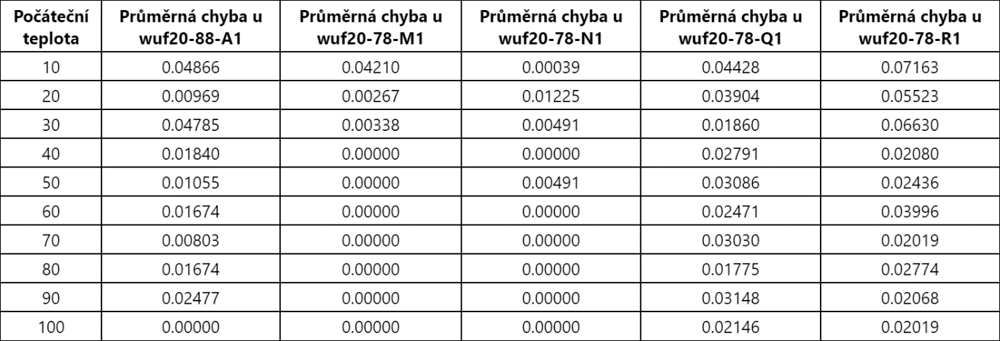 Počáteční teplota Průměrná chyba u wuf20-88-A1 Průměrná chyba u wuf20-78-M1 Průměrná chyba u wuf20-78-N1 Průměrná chyba u wuf20-78-Q1 Průměrná chyba u wuf20-78-R1
10 0.04866 0.04210 0.00039 0.04428 0.07163
20 0.00969 0.00267 0.01225 0.03904 0.05523
30 0.04785 0.00338 0.00491 0.01860 0.06630
40 0.01840 0.00000 0.00000 0.02791 0.02080
50 0.01055 0.00000 0.00491 0.03086 0.02436
60 0.01674 0.00000 0.00000 0.02471 0.03996
70 0.00803 0.00000 0.00000 0.03030 0.02019
80 0.01674 0.00000 0.00000 0.01775 0.02774
90 0.02477 0.00000 0.00000 0.03148 0.02068
100 0.00000 0.00000 0.00000 0.02146 0.02019